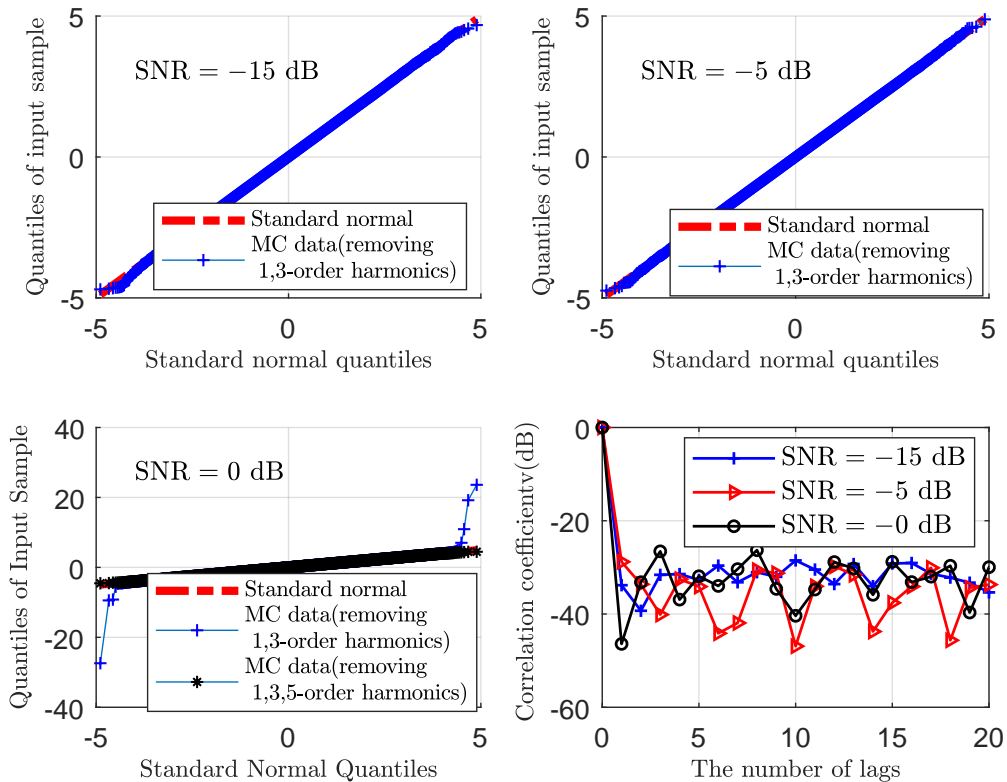 5
0
-5
Quantiles of input sample
SNR = −15 dB
Standard normal
MC data(removing
1,3-order harmonics)
-5
0
5
Standard normal quantiles
5
0
-5
Quantiles of input sample
SNR = −5 dB
Standard normal
MC data(removing
1,3-order harmonics)
-5
0
5
Standard normal quantiles
40
20
0
-20
-40
Quantiles of Input Sample
SNR = 0 dB
Standard normal
MC data(removing
1,3-order harmonics)
MC data(removing
1,3,5-order harmonics)
-5
0
5
Standard Normal Quantiles
0
-20
-40
-60
Correlation coefficientv(dB)
SNR = −15 dB
SNR = −5 dB
SNR = −0 dB
0
5
10
15
20
The number of lags